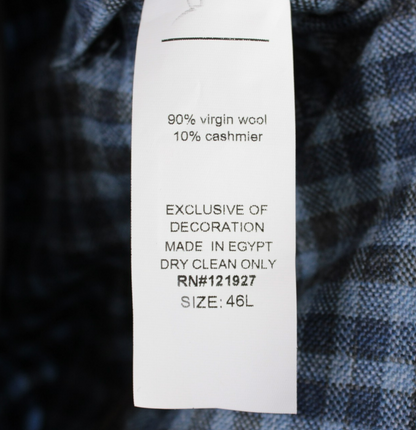 90% virgin wool
10% cashmier
EXCLUSIVE OF
DECORATION
MADE IN EGYPT
DRY CLEAN ONLY
RN#121927
SIZE: 46L